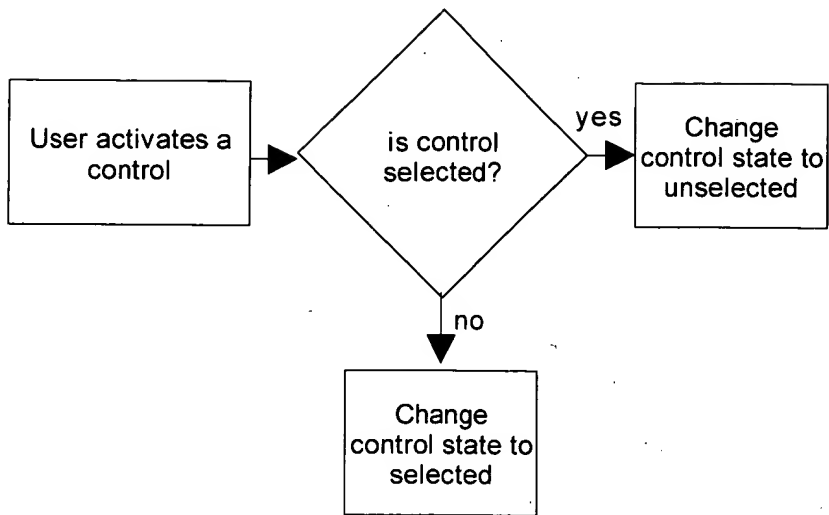 User activates a
control
is control
selected?
yes
Change
control state to
unselected
no
Change
control state to
selected